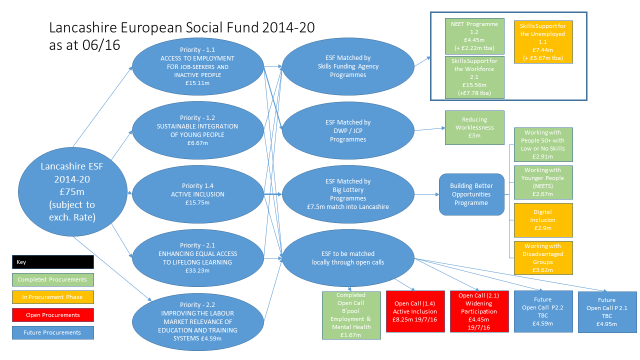 Lancashire European Social Fund 2014-20
as at 06/16
Lancashire ESF
2014-20
£75m
(subject to
exch. Rate)
Priority - 1.1
ACCESS TO EMPLOYMENT
FOR JOB-SEEKERS AND
INACTIVE PEOPLE
£15.11m
Priority - 1.2
SUSTAINABLE INTEGRATION
OF YOUNG PEOPLE
£6.67m
Priority 1.4
ACTIVE INCLUSION
£15.75m
Priority - 2.1
ENHANCING EQUAL ACCESS
TO LIFELONG LEARNING
£33.23m
Priority - 2.2
IMPROVING THE LABOUR
MARKET RELEVANCE OF
EDUCATION AND TRAINING
SYSTEMS £4.59m
ESF Matched by
Skills Funding Agency
Programmes
ESF Matched by
DWP / JCP
Programmes
ESF Matched by
Big Lottery
Programmes
£7.5m match into Lancashire
ESF to be matched
locally through open calls
NEET Programme
1.2
£4.45m
(+ £2.22m tba)
SkillsSupport for
the Unemployed
1.1
£7.44m
(+ £5.67m tba)
SkillsSupport for
the Workforce
2.1
£15.56m
(+£7.78m tba)
Reducing
Worklessness
£3m
Building Better
Opportunities
Programme
Working with
People 50+ with
Low or No Skills
£2.91m
Working with
Younger People
(NEETS)
£2.67m
Digital
Inclusion
£2.9m
Working with
Disadvantaged
Groups
£3.62m
Key
Completed Procurements
In Procurement Phase
Open Procurements
Future Procurements
Completed
Open Call
B'pool
Employment &
Mental Health
£1.67m
Open Call (1.4)
Active Inclusion
£8.25m 19/7/16
Open Call (2.1)
Widening
Participation
£4.45m
19/7/16
Future
Open Call P2.2
TBC
£4.59m
Future
Open Call P2.1
TBC
£4.95m